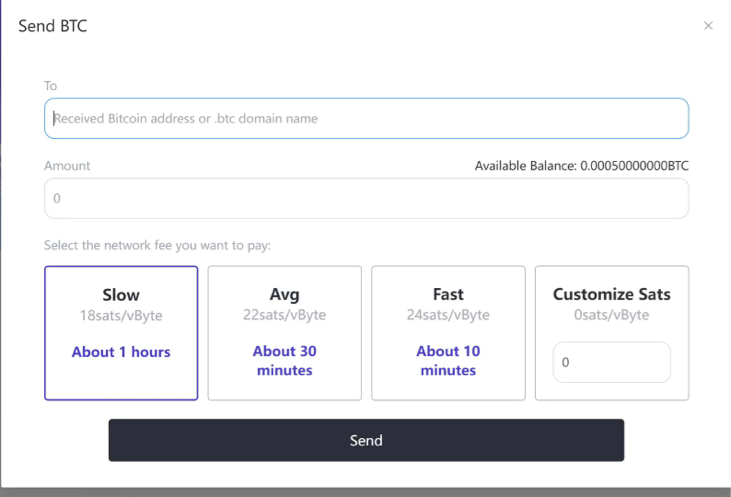 Send BTC
To
Received Bitcoin address or .btc domain name
Amount
Available Balance: 0.00050000000BTC
0
Select the network fee you want to pay:
Slow
18sats/vByte
About 1 hours
Avg
22sats/vByte
About 30
minutes
Fast
24sats/vByte
About 10
minutes
Customize Sats
0sats/vByte
0
Send